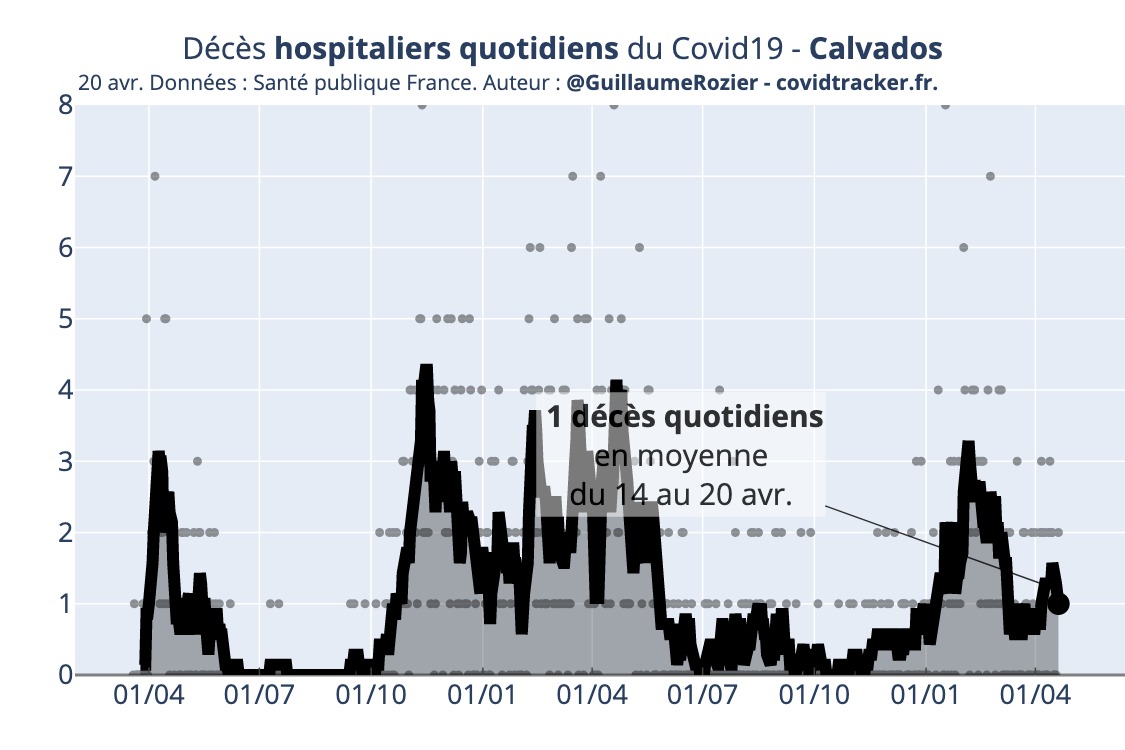 Décès hospitaliers quotidiens du Covid19 - Calvados
20 avr. Données : Santé publique France. Auteur : @GuillaumeRozier - covidtracker.fr.
8
7
6
5
4
3
2
1
0
1 décès quotidiens
en moyenne
du 14 au 20 avr.
01/04 01/07 01/10 01/01 01/04 01/07 01/10 01/01 01/04